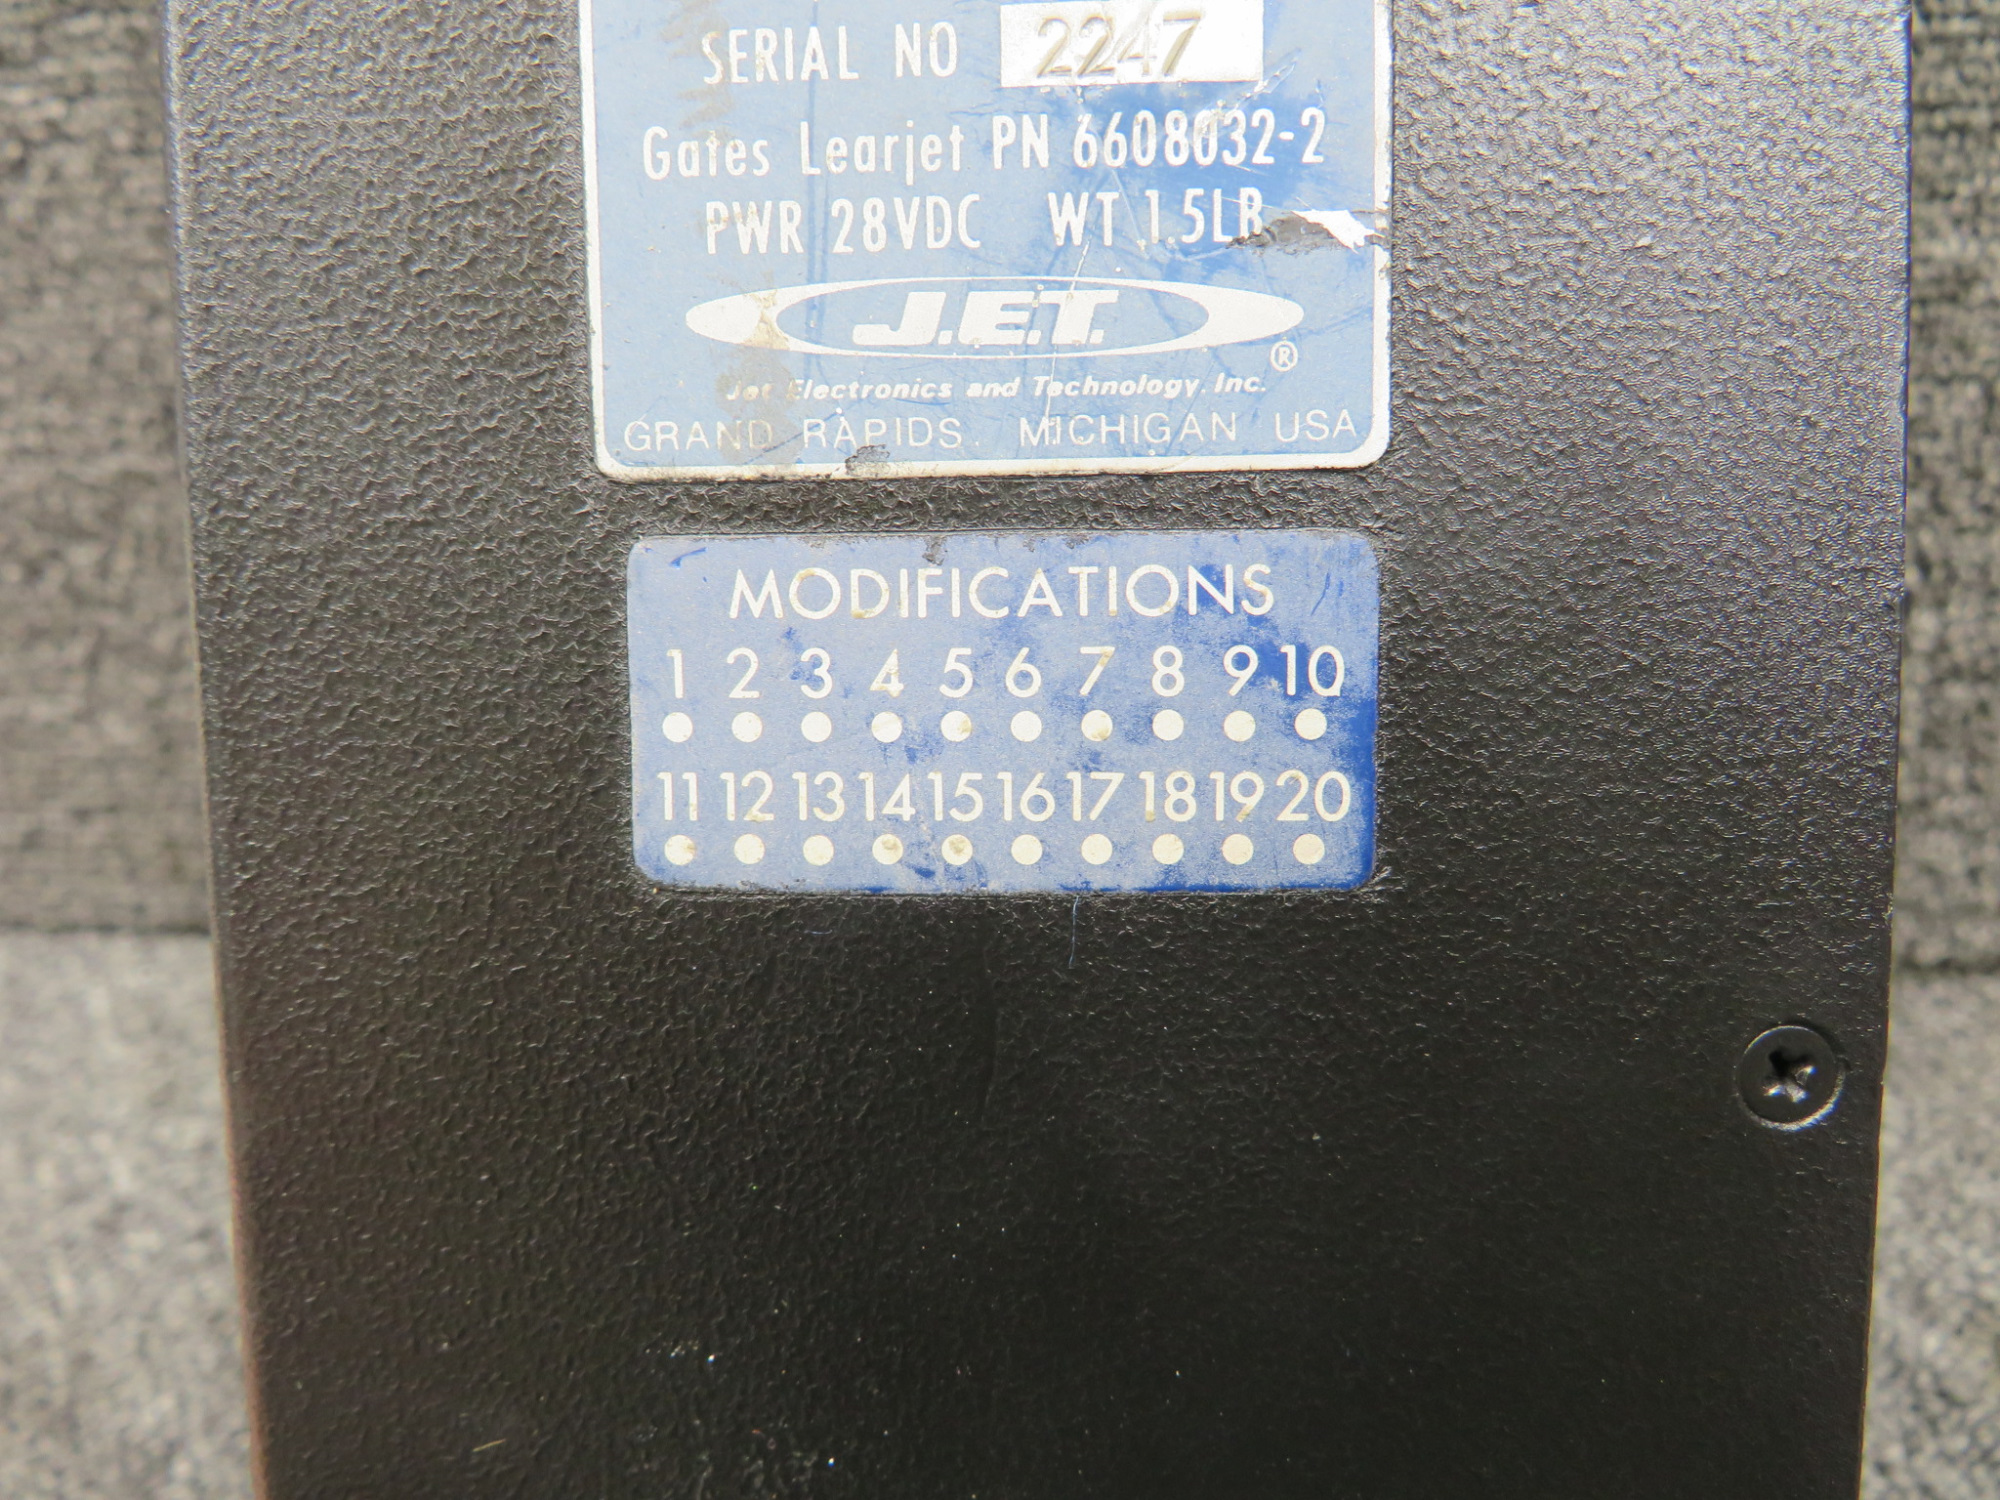 SERIAL NO 2247
Gates Learjet PN 6608032-2
PWR 28VDC WT 1.5LB
J.E.T.
®
Jet Electronics and Technology, Inc.
GRAND RAPIDS, MICHIGAN USA
MODIFICATIONS
1 2 3 4 5 6 7 8 9 10
11 12 13 14 15 16 17 18 19 20